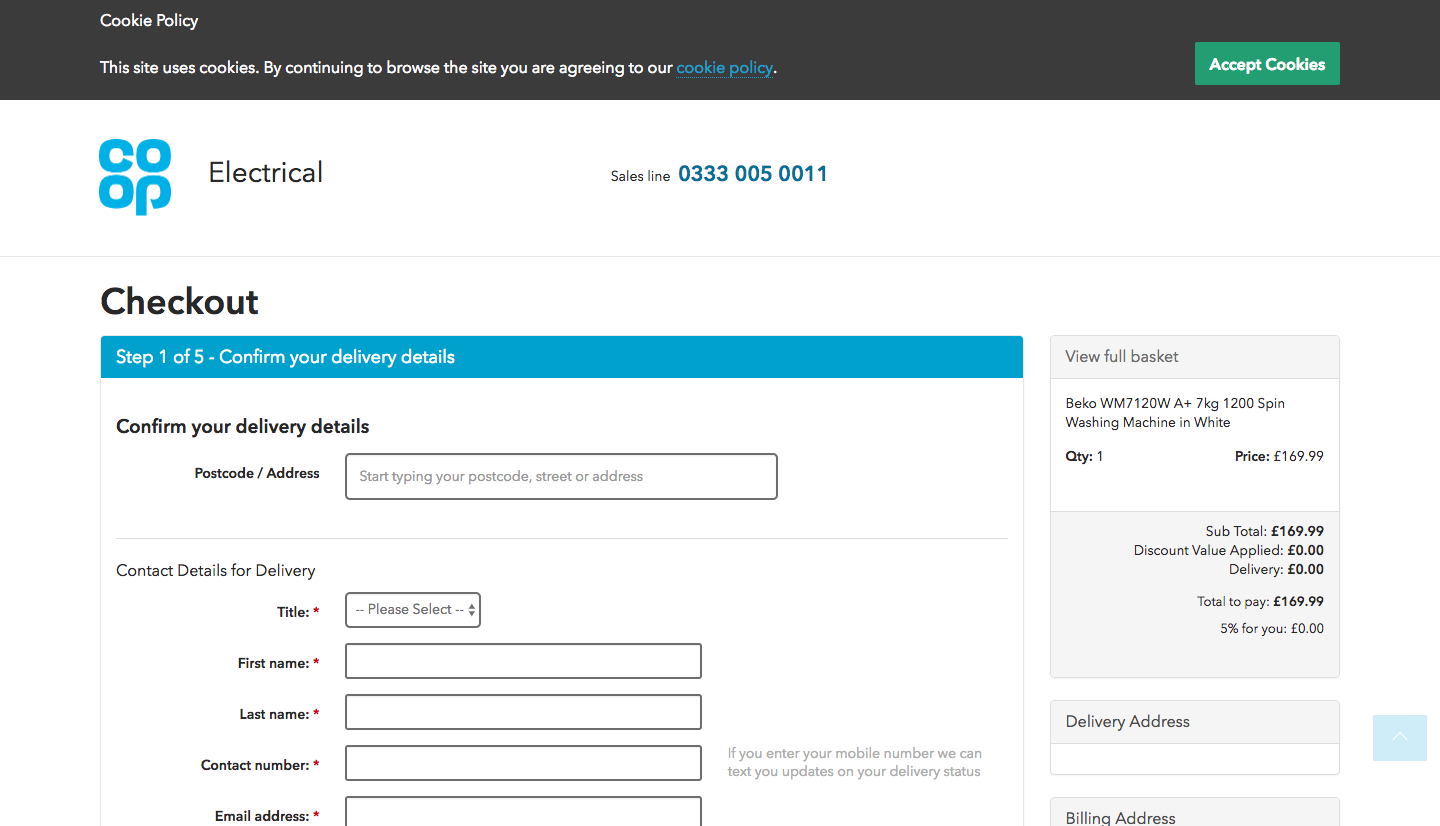 Cookie Policy
This site uses cookies. By continuing to browse the site you are agreeing to our cookie policy.
Accept Cookies
co
op
Electrical
Sales line 0333 005 0011
Checkout
Step 1 of 5 - Confirm your delivery details
Confirm your delivery details
Postcode / Address
Start typing your postcode, street or address
Contact Details for Delivery
Title: *
-- Please Select --
First name: *
Last name: *
Contact number: *
If you enter your mobile number we can
text you updates on your delivery status
Email address: *
View full basket
Beko WM7120W A+ 7kg 1200 Spin
Washing Machine in White
Qty: 1
Price: £169.99
Sub Total: £169.99
Discount Value Applied: £0.00
Delivery: £0.00
Total to pay: £169.99
5% for you: £0.00
Delivery Address
Billing Address